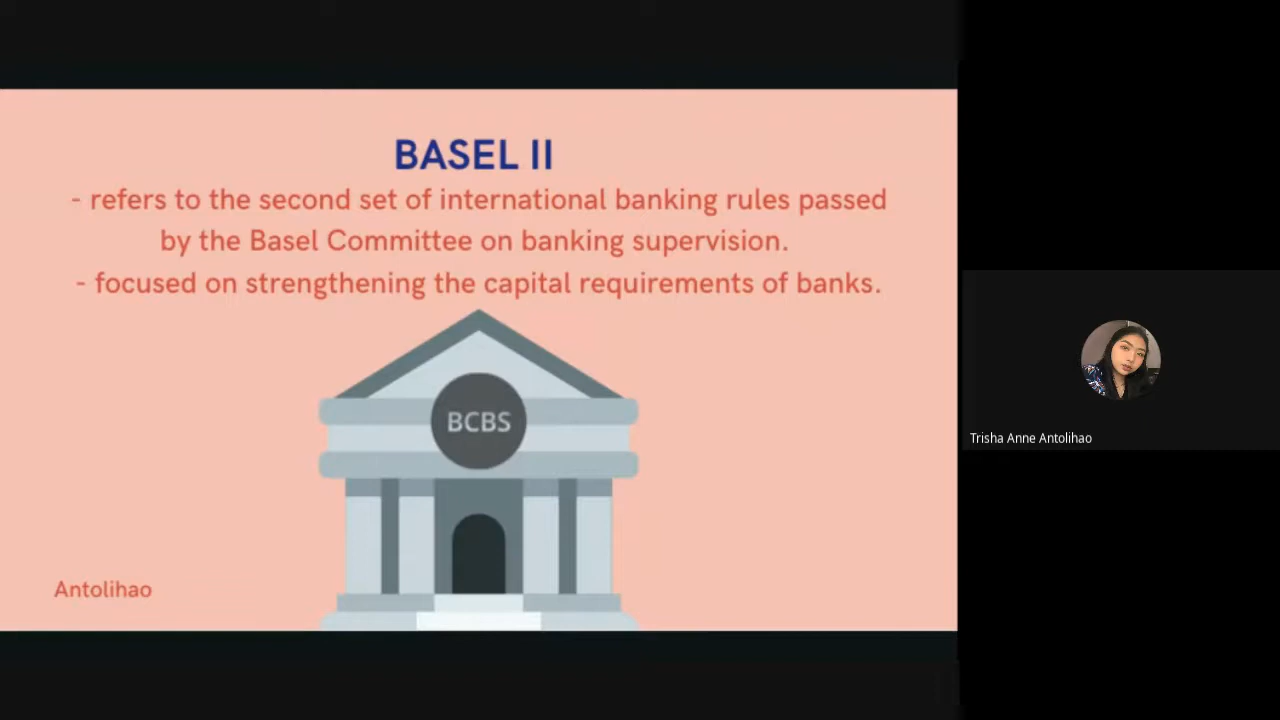 BASEL II
- refers to the second set of international banking rules passed
by the Basel Committee on banking supervision.
- focused on strengthening the capital requirements of banks.
BCBS
Antolihao
Trisha Anne Antolihao